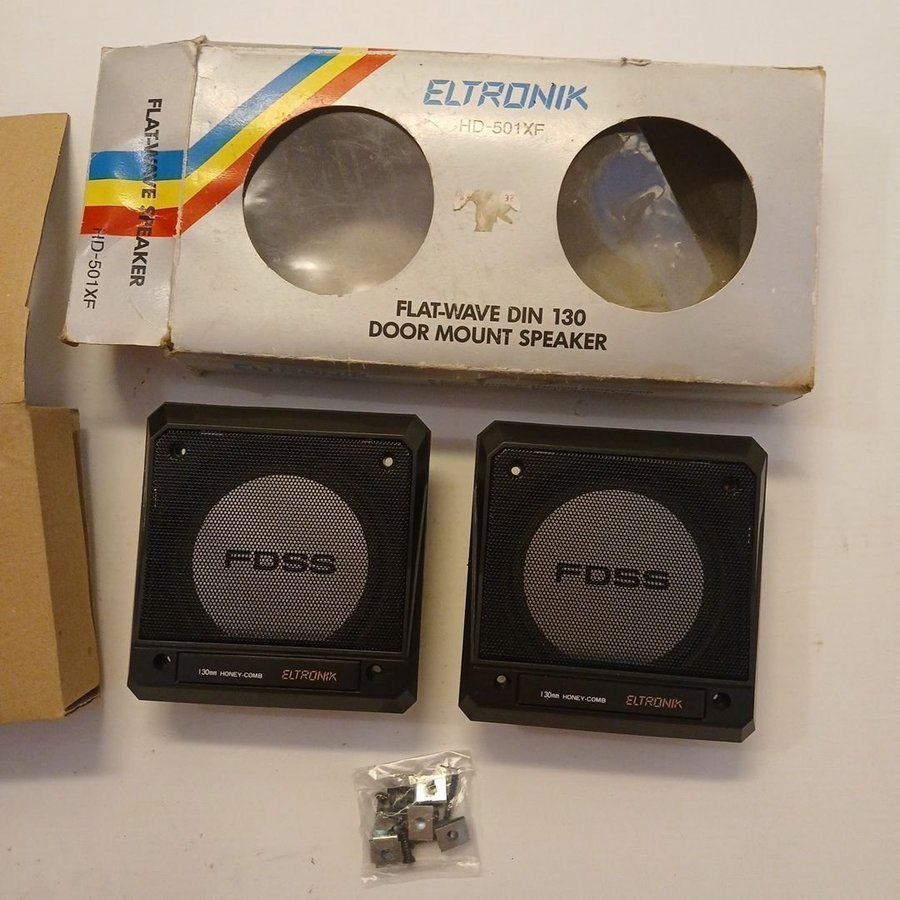 ELTRONIK
HD-501XF
FLAT-WAVE DIN 130
DOOR MOUNT SPEAKER
FLAT-WAVE SPEAKER
HD-501XF
ELTRONIK
FDSS
130mm HONEY-COMB ELTRONIK
FDSS
130mm HONEY-COMB ELTRONIK